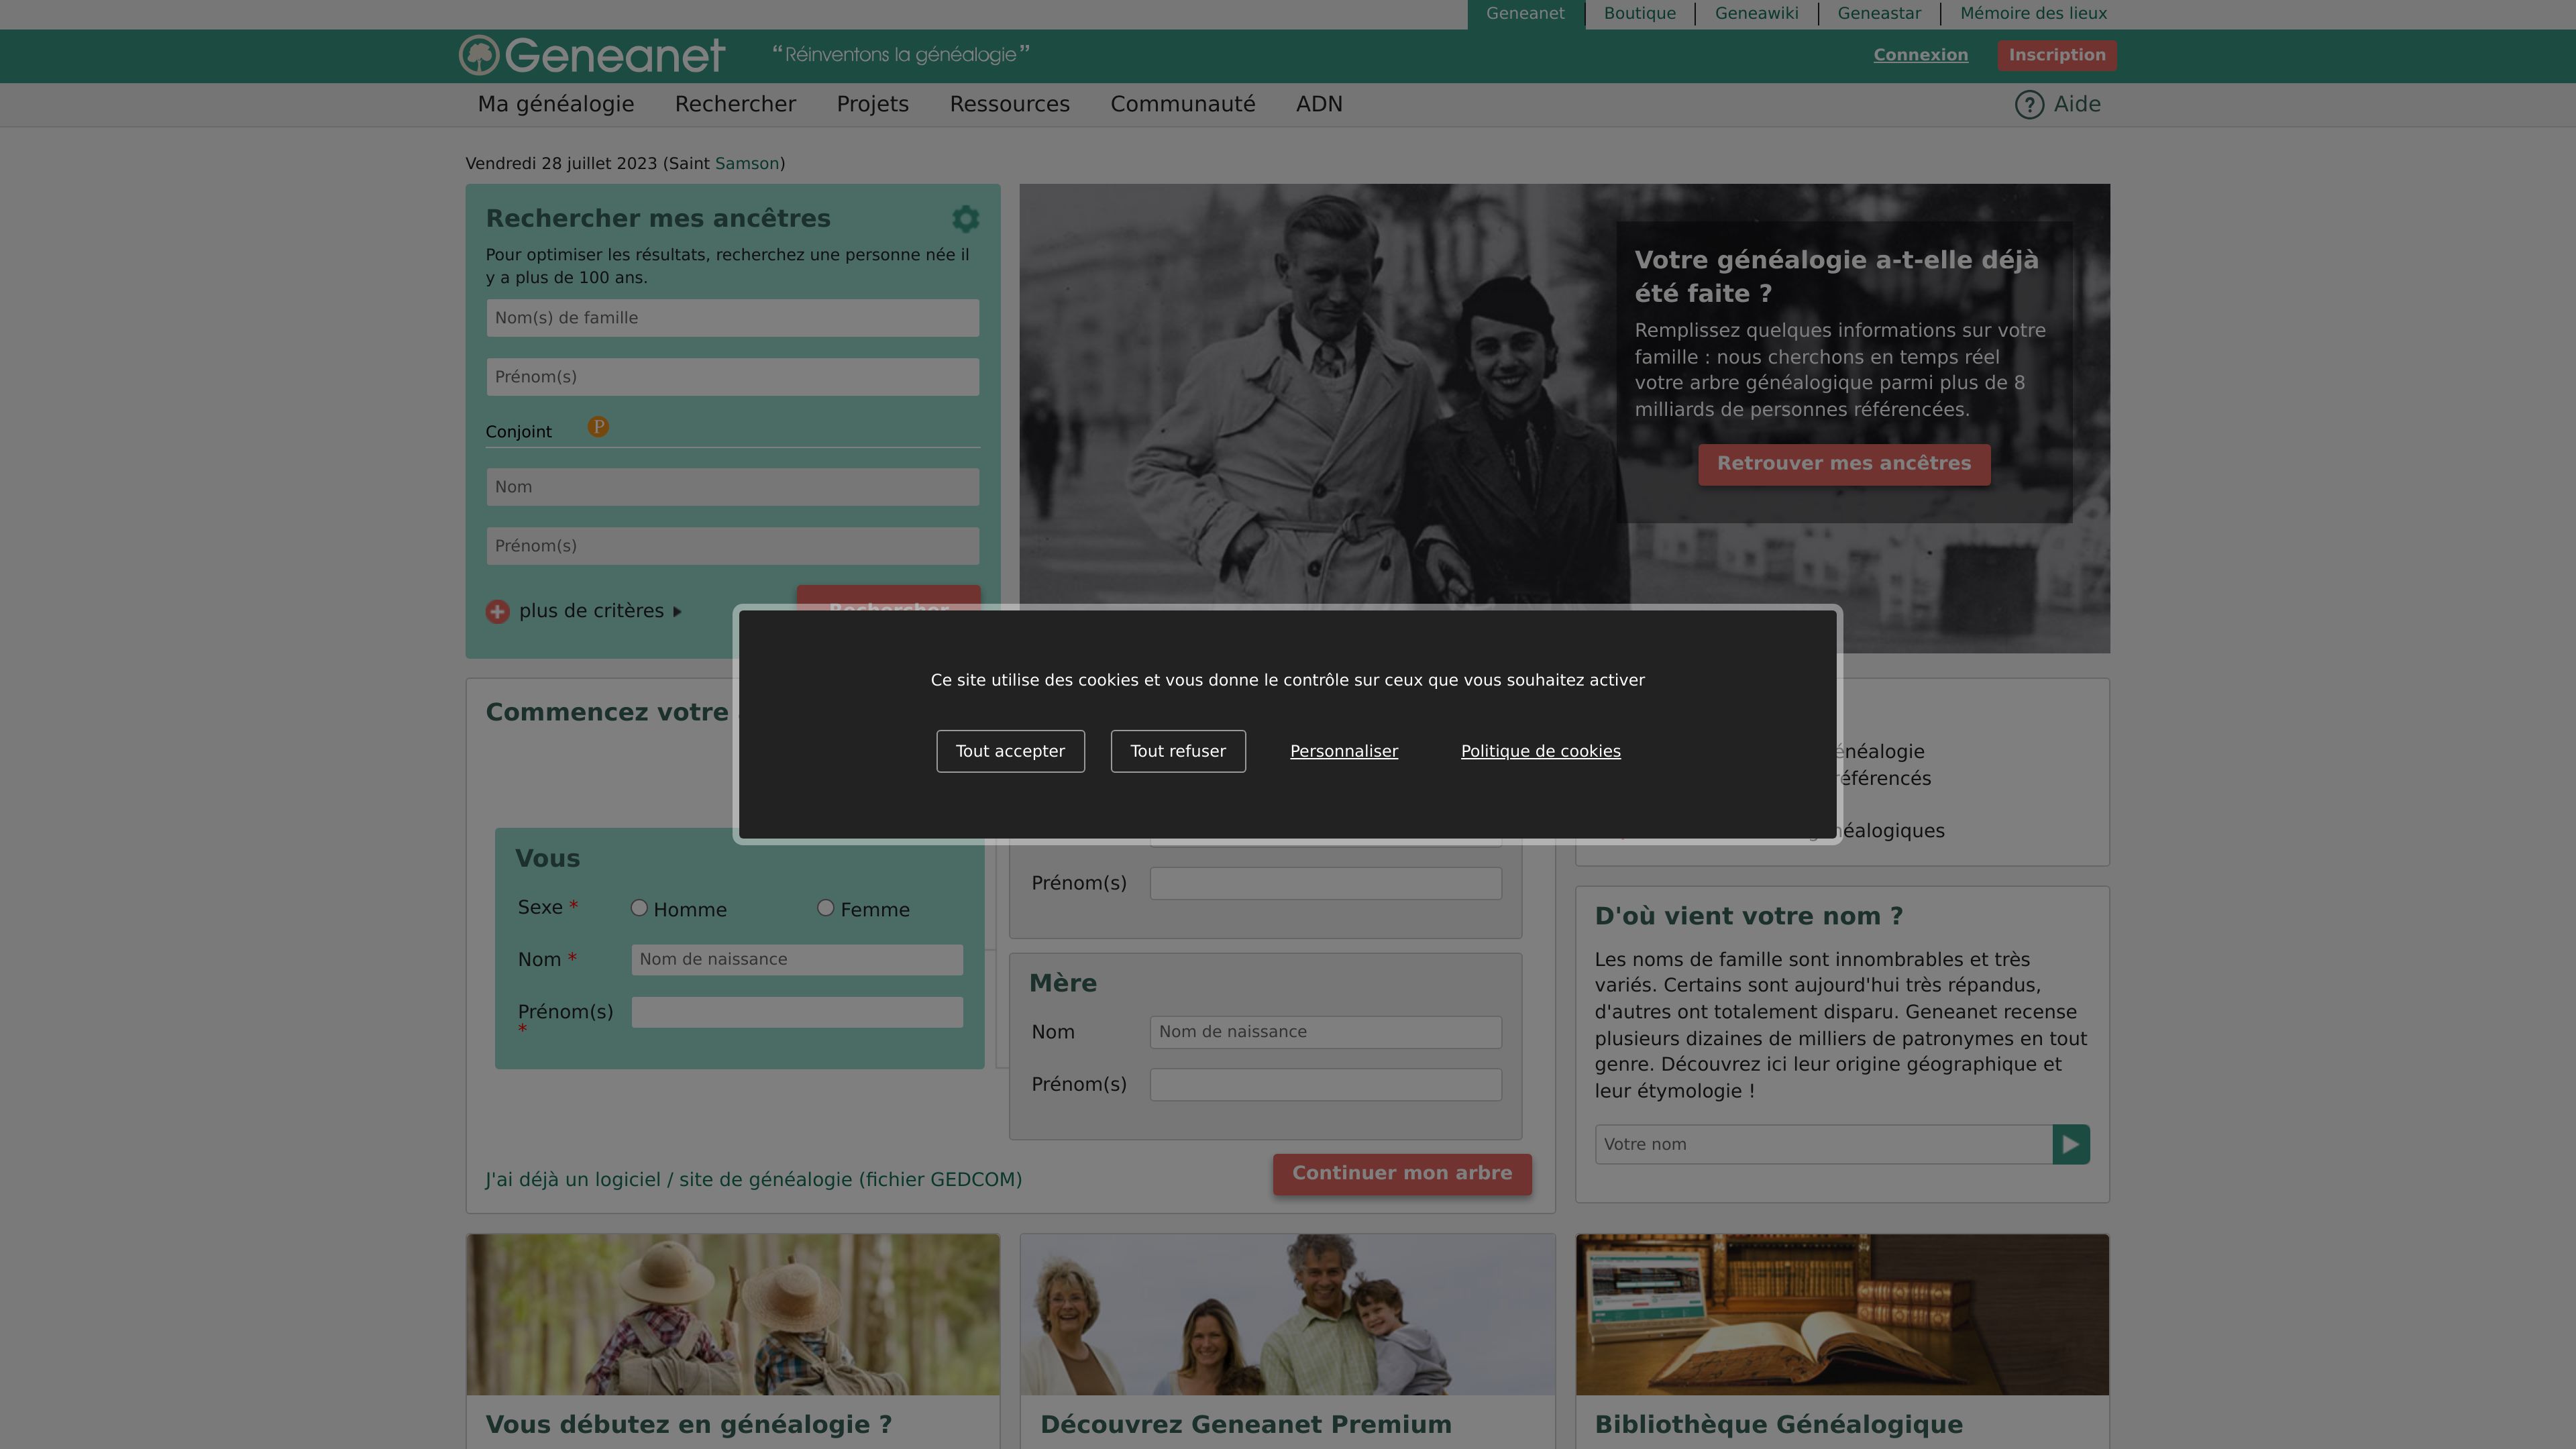 Geneanet
Boutique
Geneawiki
Geneastar
Mémoire des lieux
Geneanet
“Réinventons la généalogie”
Connexion
Inscription
Ma généalogie
Rechercher
Projets
Ressources
Communauté
ADN
? Aide
Vendredi 28 juillet 2023 (Saint Samson)
Rechercher mes ancêtres
Pour optimiser les résultats, recherchez une personne née il
y a plus de 100 ans.
Nom(s) de famille
Prénom(s)
Conjoint P
Nom
Prénom(s)
plus de critères
Rechercher
Votre généalogie a-t-elle déjà
été faite ?
Remplissez quelques informations sur votre
famille : nous cherchons en temps réel
votre arbre généalogique parmi plus de 8
milliards de personnes référencées.
Retrouver mes ancêtres
Ce site utilise des cookies et vous donne le contrôle sur ceux que vous souhaitez activer
Tout accepter
Tout refuser
Personnaliser
Politique de cookies
Commencez votre
Vous
Sexe *
Homme
Femme
Nom *
Nom de naissance
Prénom(s)
*
Prénom(s)
Mère
Nom
Nom de naissance
Prénom(s)
J'ai déjà un logiciel / site de généalogie (fichier GEDCOM)
Continuer mon arbre
énéalogie
éférencés
néalogiques
D'où vient votre nom ?
Les noms de famille sont innombrables et très
variés. Certains sont aujourd'hui très répandus,
d'autres ont totalement disparu. Geneanet recense
plusieurs dizaines de milliers de patronymes en tout
genre. Découvrez ici leur origine géographique et
leur étymologie !
Votre nom
Vous débutez en généalogie ?
Découvrez Geneanet Premium
Bibliothèque Généalogique